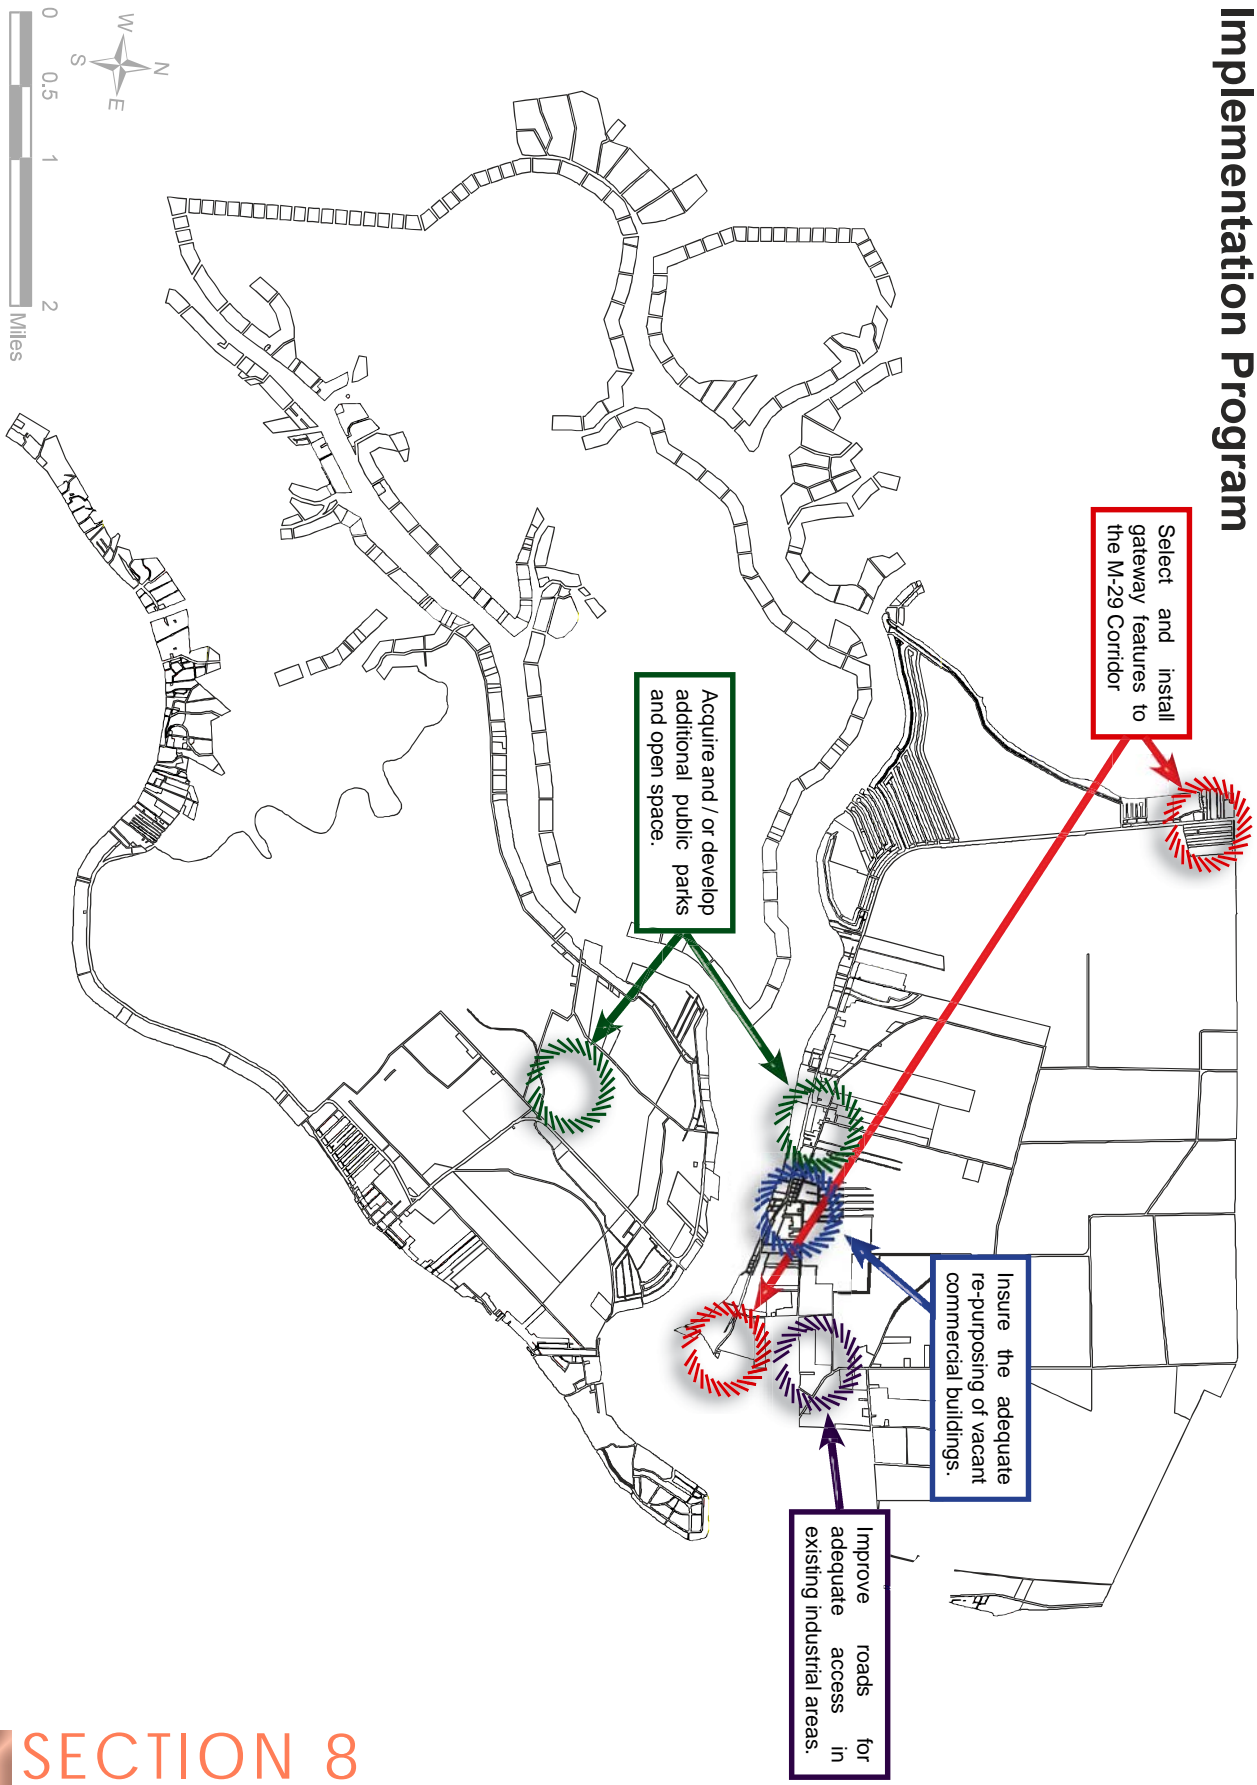 Implementation Program
Select and install
gateway features to
the M-29 Corridor
Acquire and / or develop
additional public parks
and open space.
Insure the adequate
re-purposing of vacant
commercial buildings.
Improve roads for
adequate access in
existing industrial areas.
N
W
E
S
0 0.5 1 2
Miles
SECTION 8